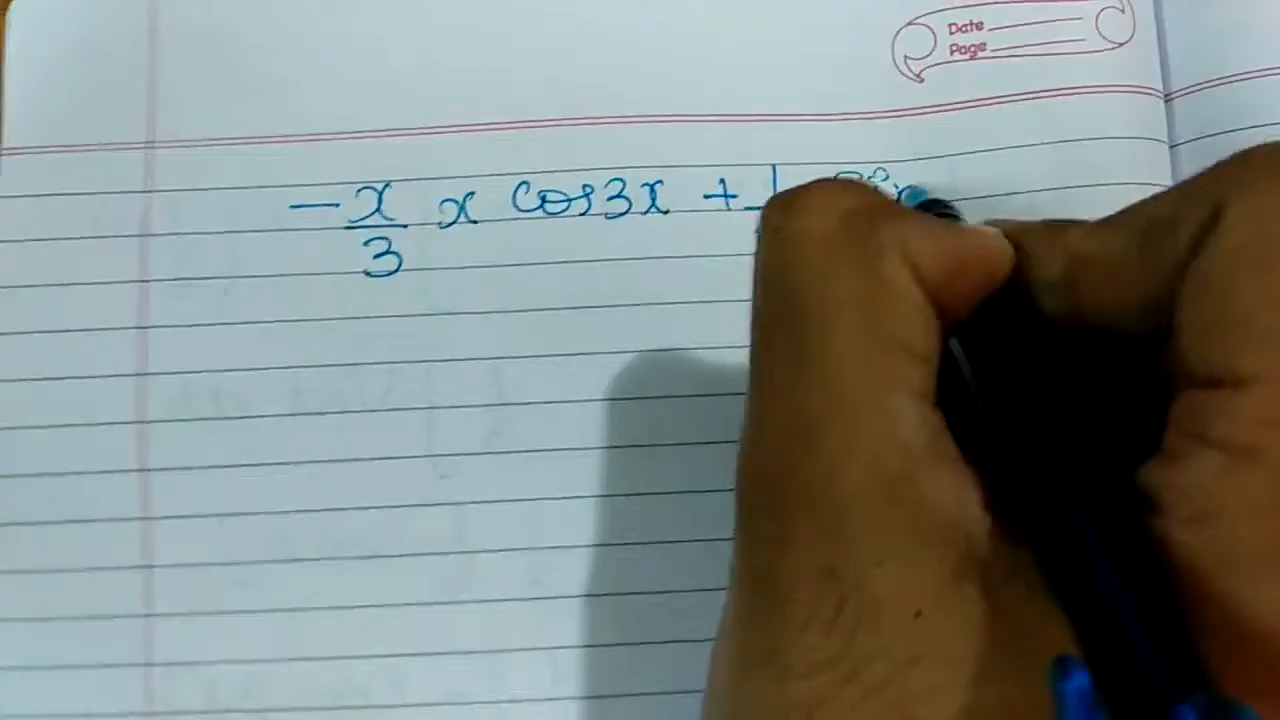 Date
Page
-x/3 x cos3x +